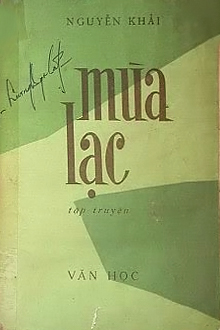 NGUYỄN KHẢI
mùa
lạc
tập truyện
VĂN HỌC